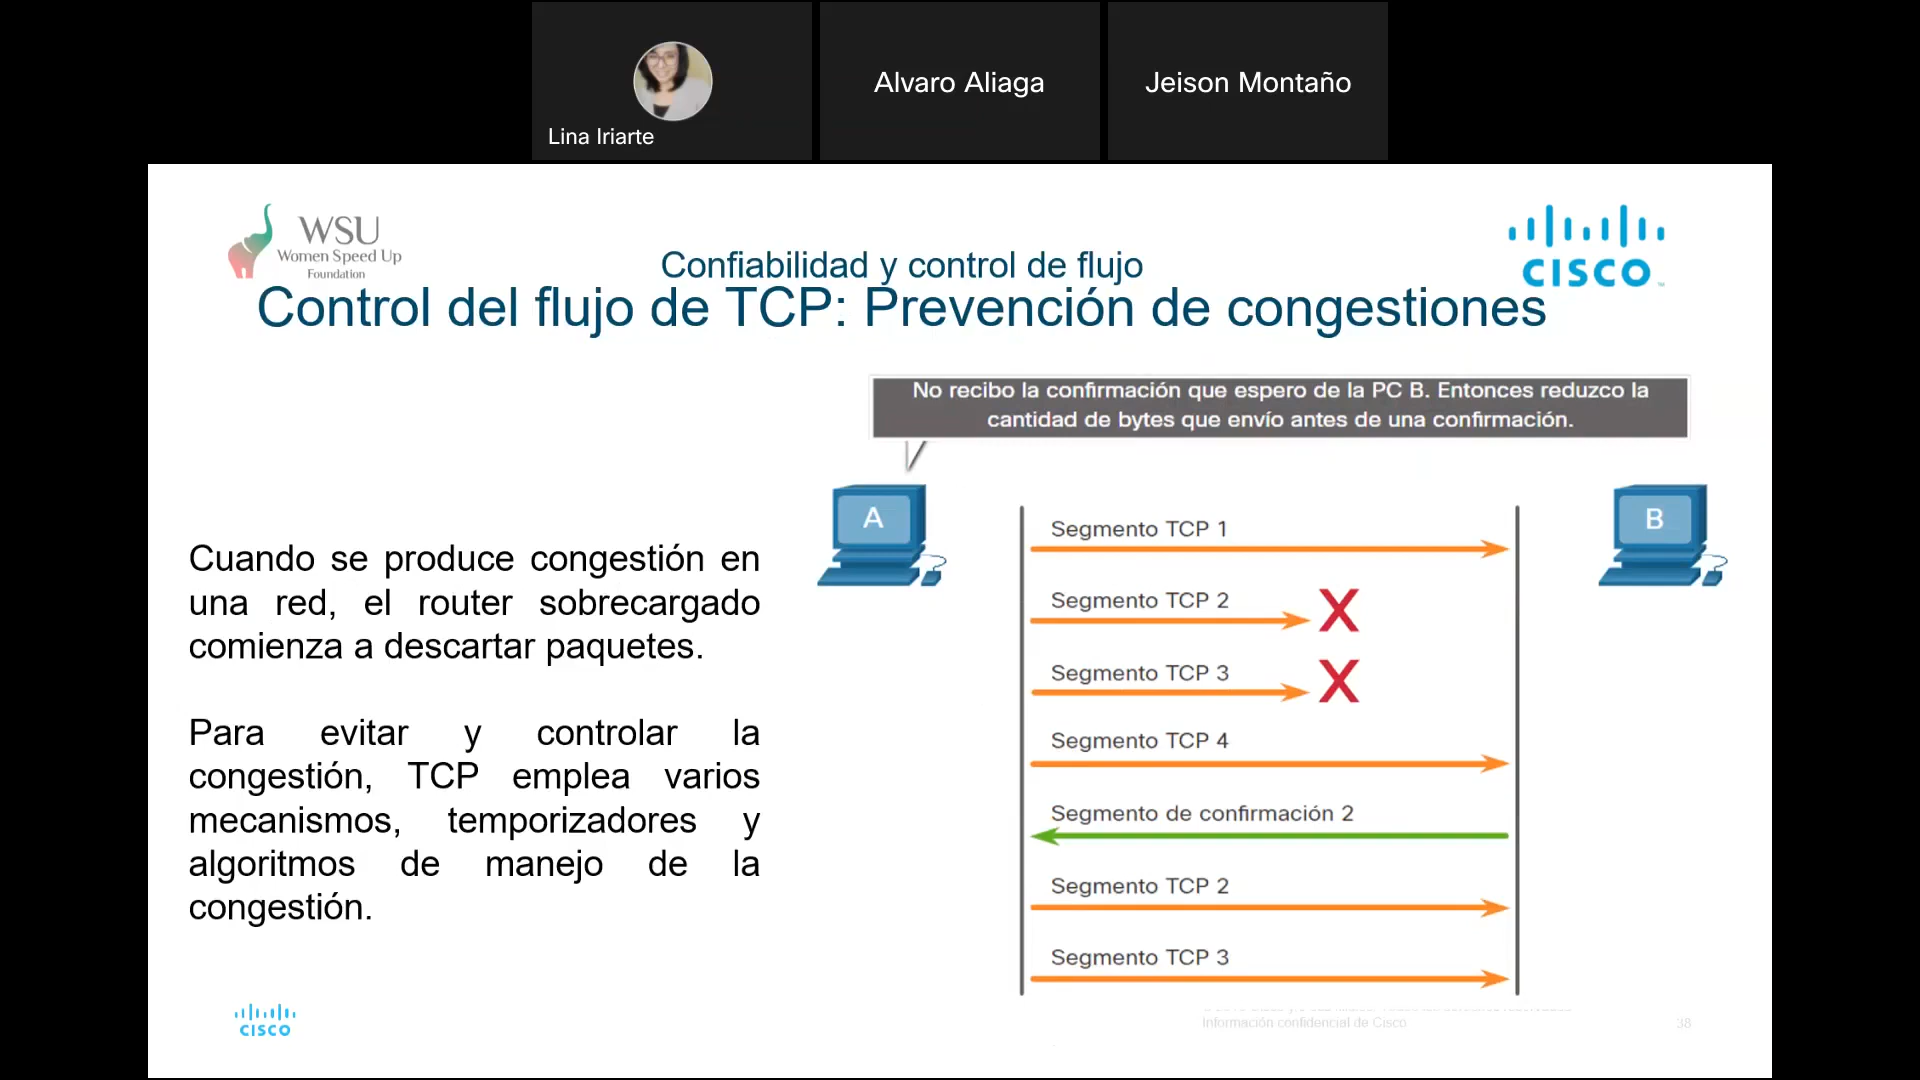 Lina Iriarte
Alvaro Aliaga
Jeison Montaño
WSU
Women Speed Up
Foundation
CISCO
Confiabilidad y control de flujo
Control del flujo de TCP: Prevención de congestiones
No recibo la confirmación que espero de la PC B. Entonces reduzco la
cantidad de bytes que envío antes de una confirmación.
A
B
Cuando se produce congestión en
una red, el router sobrecargado
comienza a descartar paquetes.
Para evitar y controlar la
congestión, TCP emplea varios
mecanismos, temporizadores y
algoritmos de manejo de la
congestión.
Segmento TCP 1
Segmento TCP 2
X
Segmento TCP 3
X
Segmento TCP 4
Segmento de confirmación 2
Segmento TCP 2
Segmento TCP 3
CISCO
Información confidencial de Cisco
38